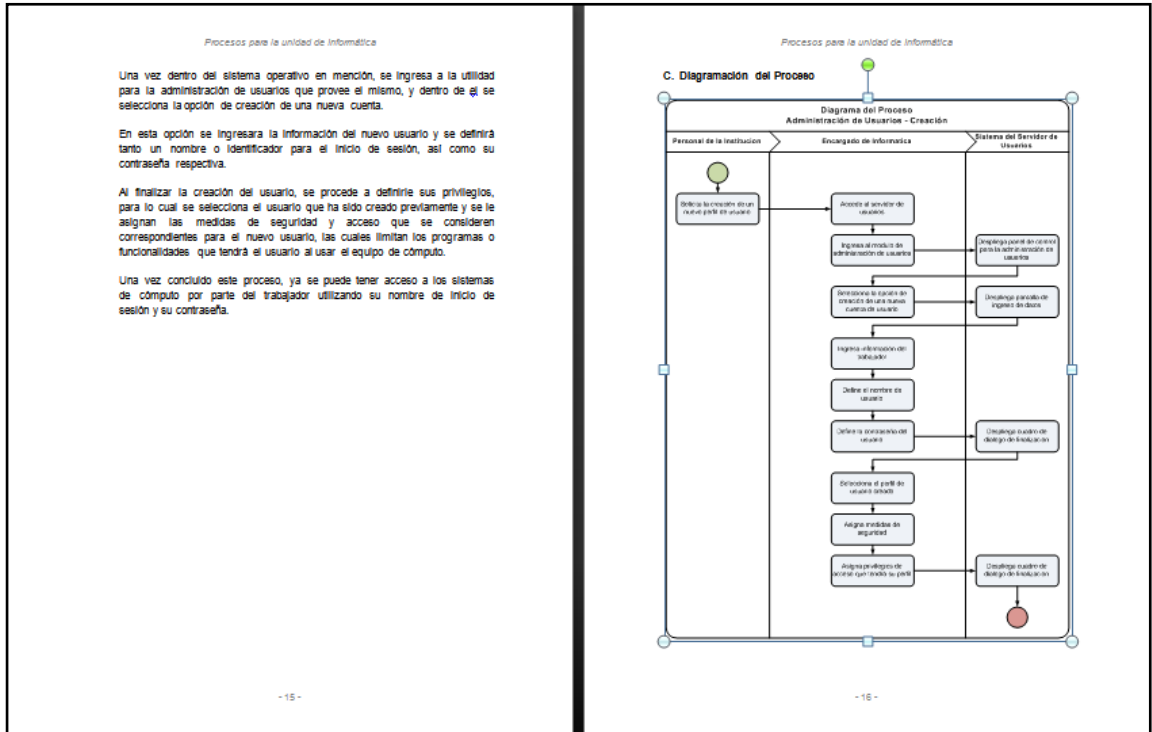 Procesos para la unidad de Informática
Una vez dentro del sistema operativo en mención, se ingresa a la utilidad
para la administración de usuarios que provee el mismo, y dentro de el se
selecciona la opción de creación de una nueva cuenta.
En esta opción se ingresara la información del nuevo usuario y se definirá
tanto un nombre o identificador para el inicio de sesión, así como su
contraseña respectiva.
Al finalizar la creación del usuario, se procede a definirle sus privilegios,
para lo cual se selecciona el usuario que ha sido creado previamente y se le
asignan las medidas de seguridad y acceso que se consideren
correspondientes para el nuevo usuario, las cuales limitan los programas o
funcionalidades que tendrá el usuario al usar el equipo de cómputo.
Una vez concluido este proceso, ya se puede tener acceso a los sistemas
de cómputo por parte del trabajador utilizando su nombre de inicio de
sesión y su contraseña.
- 15 -
Procesos para la unidad de Informática
C. Diagramación del Proceso
Diagrama del Proceso
Administración de Usuarios - Creación
Personal de la Institucion
Encargado de Informatica
Sistema del Servidor de
Usuarios
Solicita la creación de un
nuevo perfil de usuario
Accede al servidor de
usuarios
Ingresa al modulo de
administración de usuarios
Despliega panel de control
para la administración de
usuarios
Selecciona la opción de
creación de una nueva
cuenta de usuario
Despliega pantalla de
ingreso de datos
Ingresa información del
trabajador
Define el nombre de
usuario
Define la contraseña del
usuario
Despliega cuadro de
dialogo de finalización
Selecciona el perfil de
usuario creado
Asigna medidas de
seguridad
Asigna privilegios de
acceso que tendrá su perfil
Despliega cuadro de
dialogo de finalización
- 16 -